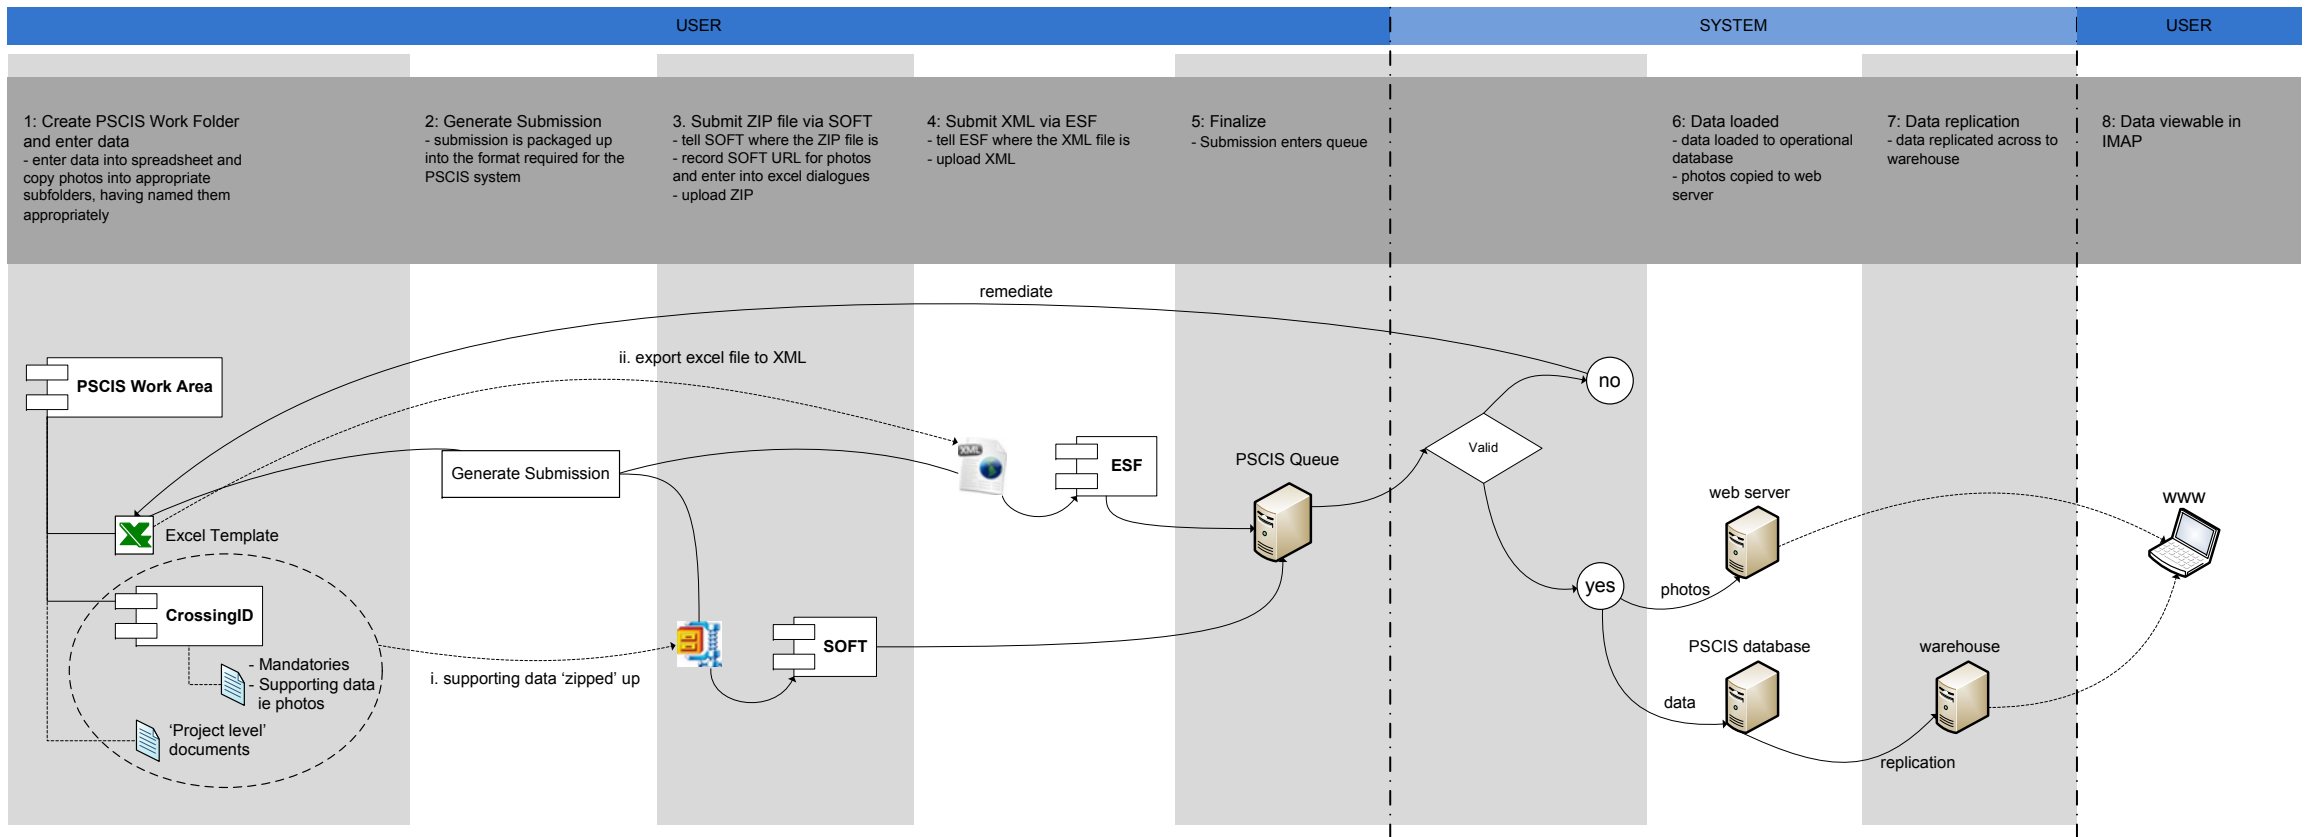 USER
SYSTEM
USER
1: Create PSCIS Work Folder
and enter data
- enter data into spreadsheet and
copy photos into appropriate
subfolders, having named them
appropriately
2: Generate Submission
- submission is packaged up
into the format required for the
PSCIS system
3. Submit ZIP file via SOFT
- tell SOFT where the ZIP file is
- record SOFT URL for photos
and enter into excel dialogues
- upload ZIP
4: Submit XML via ESF
- tell ESF where the XML file is
- upload XML
5: Finalize
- Submission enters queue
6: Data loaded
- data loaded to operational
database
- photos copied to web
server
7: Data replication
- data replicated across to
warehouse
8: Data viewable in
IMAP
remediate
ii. export excel file to XML
PSCIS Work Area
no
Valid
XML
ESF
PSCIS Queue
Generate Submission
web server
www
Excel Template
yes
photos
CrossingID
SOFT
PSCIS database
warehouse
- Mandatories
- Supporting data
ie photos
i. supporting data ‘zipped’ up
data
‘Project level’
documents
replication